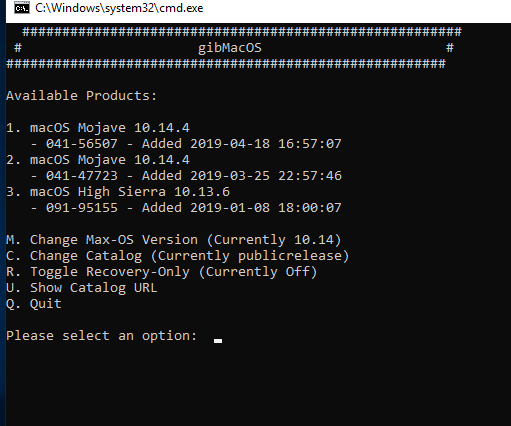 C:\Windows\system32\cmd.exe
#######################################################
# gibMacOS #
#######################################################
Available Products:
1. macOS Mojave 10.14.4
- 041-56507 - Added 2019-04-18 16:57:07
2. macOS Mojave 10.14.4
- 041-47723 - Added 2019-03-25 22:57:46
3. macOS High Sierra 10.13.6
- 091-95155 - Added 2019-01-08 18:00:07
M. Change Max-OS Version (Currently 10.14)
C. Change Catalog (Currently publicrelease)
R. Toggle Recovery-Only (Currently Off)
U. Show Catalog URL
Q. Quit
Please select an option: